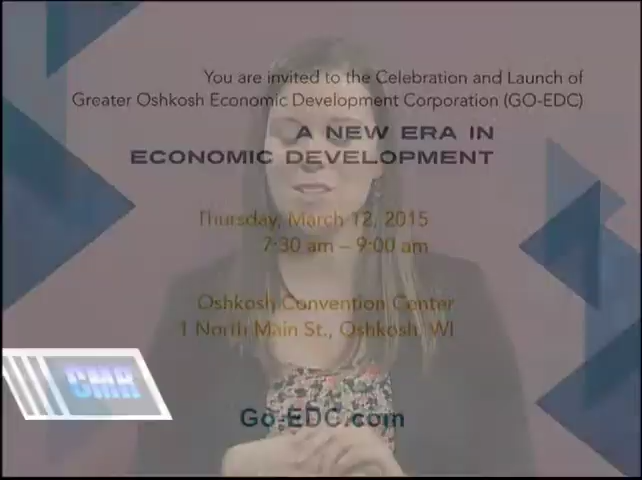 You are invited to the Celebration and Launch of
Greater Oshkosh Economic Development Corporation (GO-EDC)
A NEW ERA IN
ECONOMIC DEVELOPMENT
Thursday, March 12, 2015
7:30 am – 9:00 am
Oshkosh Convention Center
1 North Main St., Oshkosh, WI
CMR
Go-EDC.com